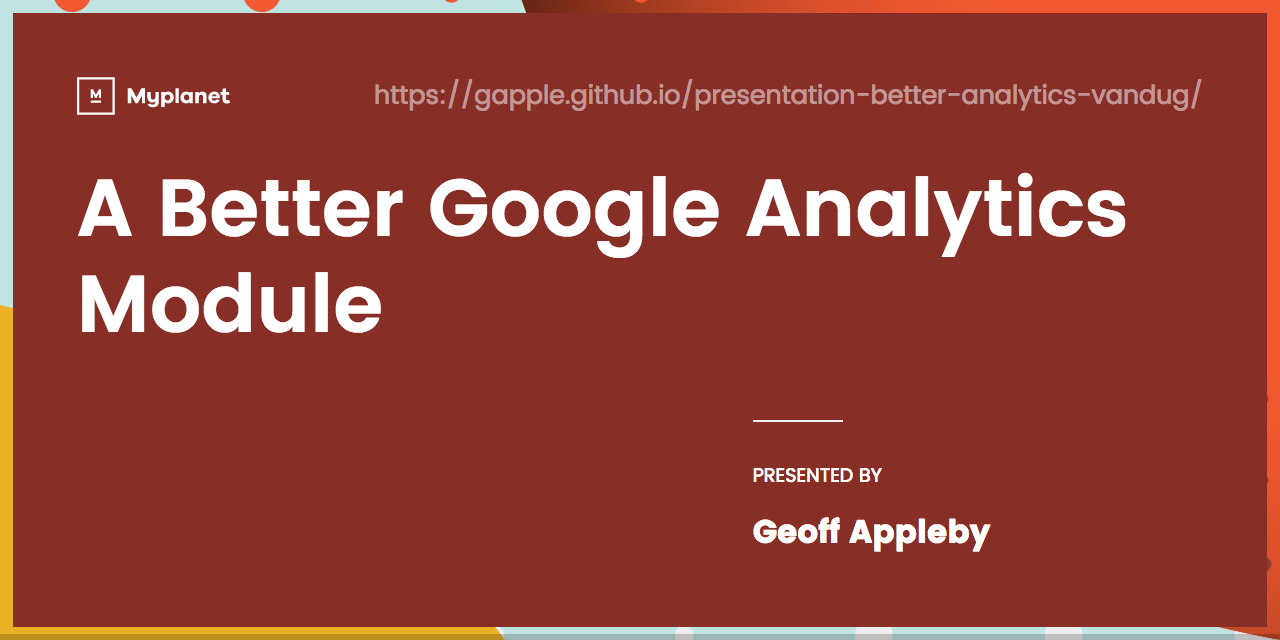 M Myplanet
https://gapple.github.io/presentation-better-analytics-vandug/
A Better Google Analytics
Module
PRESENTED BY
Geoff Appleby